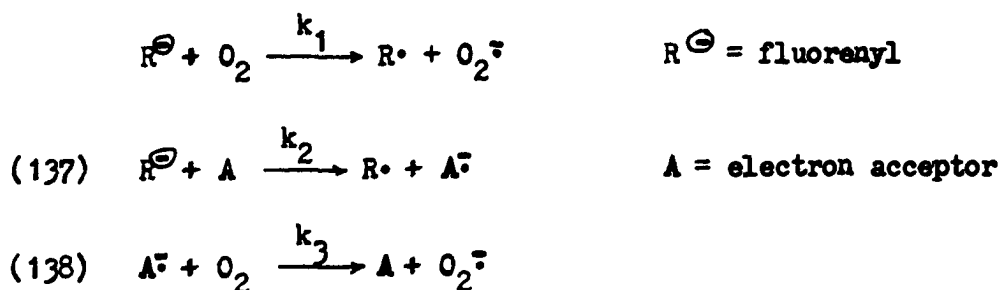 R⊖ + O₂ —k₁→ R• + O₂•⁻ R⊖ = fluorenyl
(137) R⊖ + A —k₂→ R• + A•⁻ A = electron acceptor
(138) A•⁻ + O₂ —k₃→ A + O₂•⁻